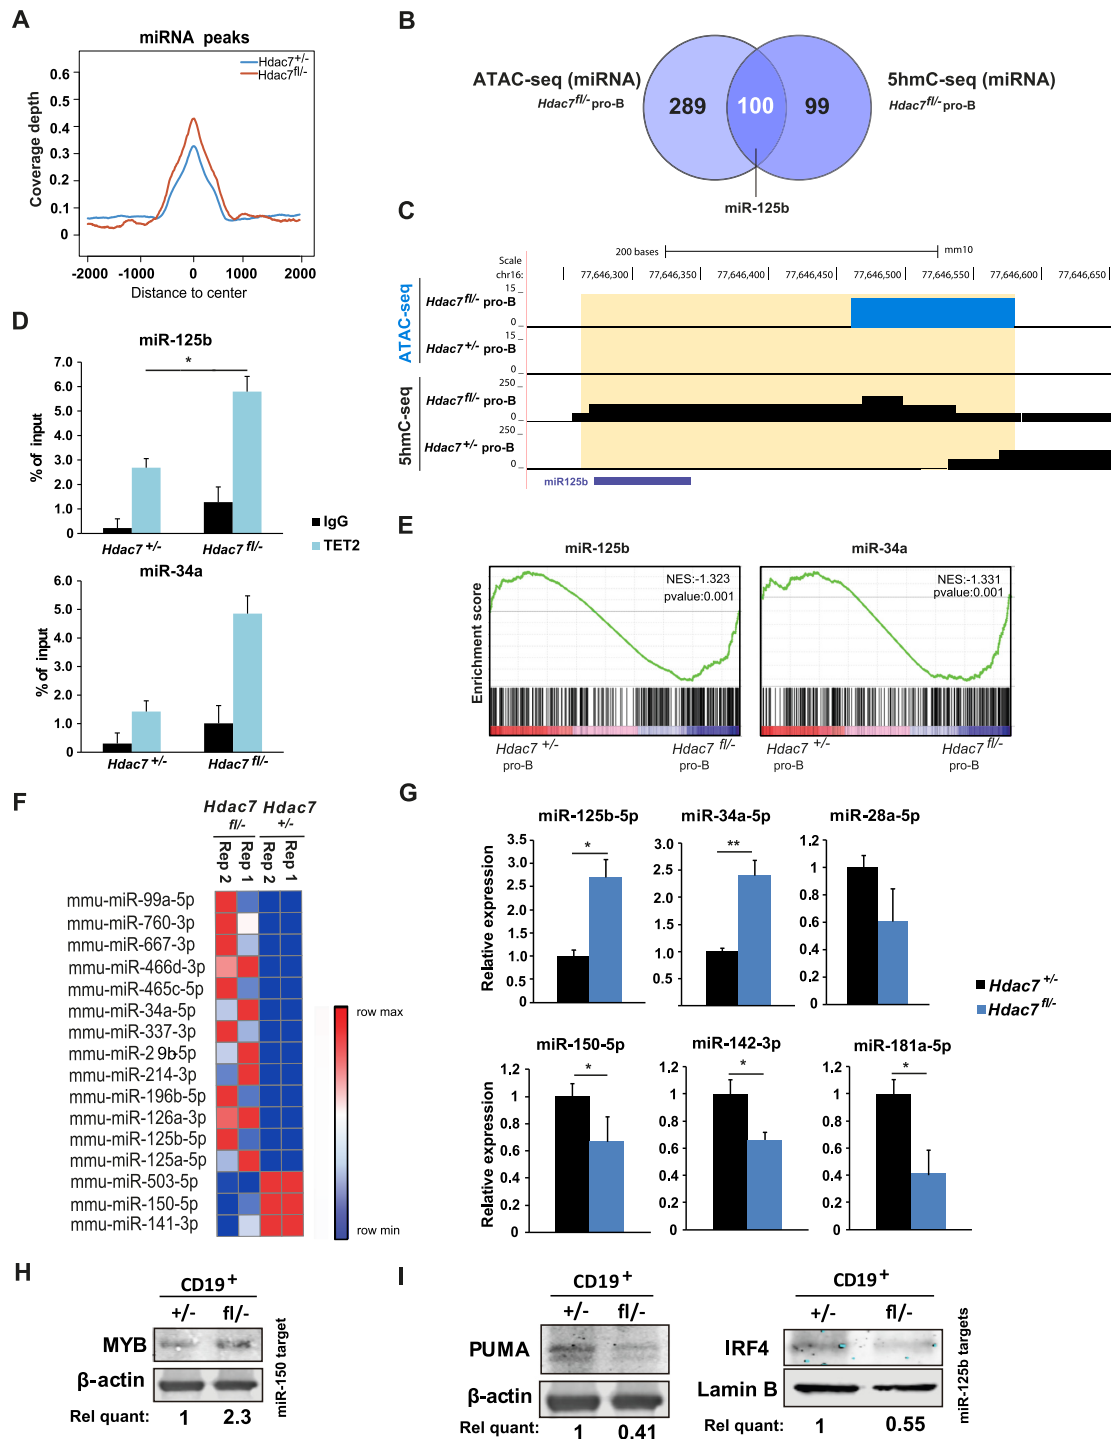 A
miRNA peaks
Hdac7+/-
Hdac7fl/-
0.6
0.5
0.4
0.3
0.2
0.1
0
Coverage depth
-2000 -1000 0 1000 2000
Distance to center
B
ATAC-seq (miRNA)
Hdac7fl/- pro-B
5hmC-seq (miRNA)
Hdac7fl/- pro-B
289 100 99
miR-125b
C
200 bases mm10
Scale
chr16: 77,646,300 77,646,350 77,646,400 77,646,450 77,646,500 77,646,550 77,646,600 77,646,650
ATAC-seq
15
Hdac7 fl/- pro-B
0
15
Hdac7 +/- pro-B
0
5hmC-seq
250
Hdac7 fl/- pro-B
0
250
Hdac7 +/- pro-B
0
miR125b
D
miR-125b
*
7.0
6.0
5.0
4.0
3.0
2.0
1.0
0
% of input
Hdac7 +/- Hdac7 fl/-
IgG
TET2
miR-34a
6.0
5.0
4.0
3.0
2.0
1.0
0
% of input
Hdac7 +/- Hdac7 fl/-
E
miR-125b
NES:-1.323
pvalue:0.001
Enrichment score
Hdac7 +/- pro-B
Hdac7 fl/- pro-B
miR-34a
NES:-1.331
pvalue:0.001
Hdac7 +/- pro-B
Hdac7 fl/- pro-B
F
Hdac7 fl/-
Hdac7 +/-
Rep 2 Rep 1 Rep 2 Rep 1
mmu-miR-99a-5p
mmu-miR-760-3p
mmu-miR-667-3p
mmu-miR-466d-3p
mmu-miR-465c-5p
mmu-miR-34a-5p
mmu-miR-337-3p
mmu-miR-29b-5p
mmu-miR-214-3p
mmu-miR-196b-5p
mmu-miR-126a-3p
mmu-miR-125b-5p
mmu-miR-125a-5p
mmu-miR-503-5p
mmu-miR-150-5p
mmu-miR-141-3p
row max
row min
G
miR-125b-5p
*
3.5
3.0
2.5
2.0
1.5
1.0
0.5
0
Relative expression
miR-34a-5p
**
3.5
3.0
2.5
2.0
1.5
1.0
0.5
0
miR-28a-5p
1.2
1
0.8
0.6
0.4
0.2
0
Hdac7 +/-
Hdac7 fl/-
miR-150-5p
*
1.2
1
0.8
0.6
0.4
0.2
0
Relative expression
miR-142-3p
*
1.2
1
0.8
0.6
0.4
0.2
0
miR-181a-5p
*
1.2
1
0.8
0.6
0.4
0.2
0
H
CD19+
+/- fl/-
MYB
β-actin
Rel quant: 1 2.3
miR-150 target
I
CD19+
+/- fl/-
PUMA
β-actin
Rel quant: 1 0.41
CD19+
+/- fl/-
IRF4
Lamin B
Rel quant: 1 0.55
miR-125b targets